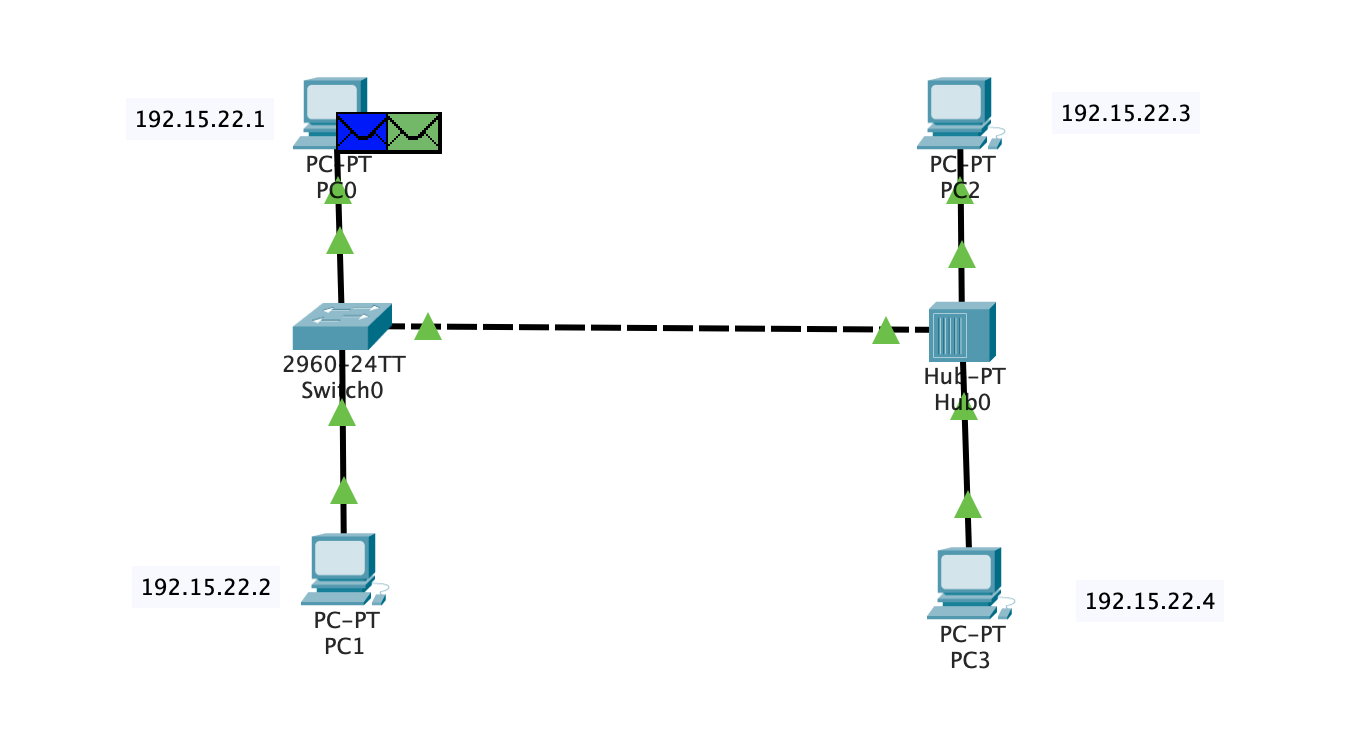 192.15.22.1
PC-PT
PC0
192.15.22.3
PC-PT
PC2
2960-24TT
Switch0
Hub-PT
Hub0
192.15.22.2
PC-PT
PC1
192.15.22.4
PC-PT
PC3